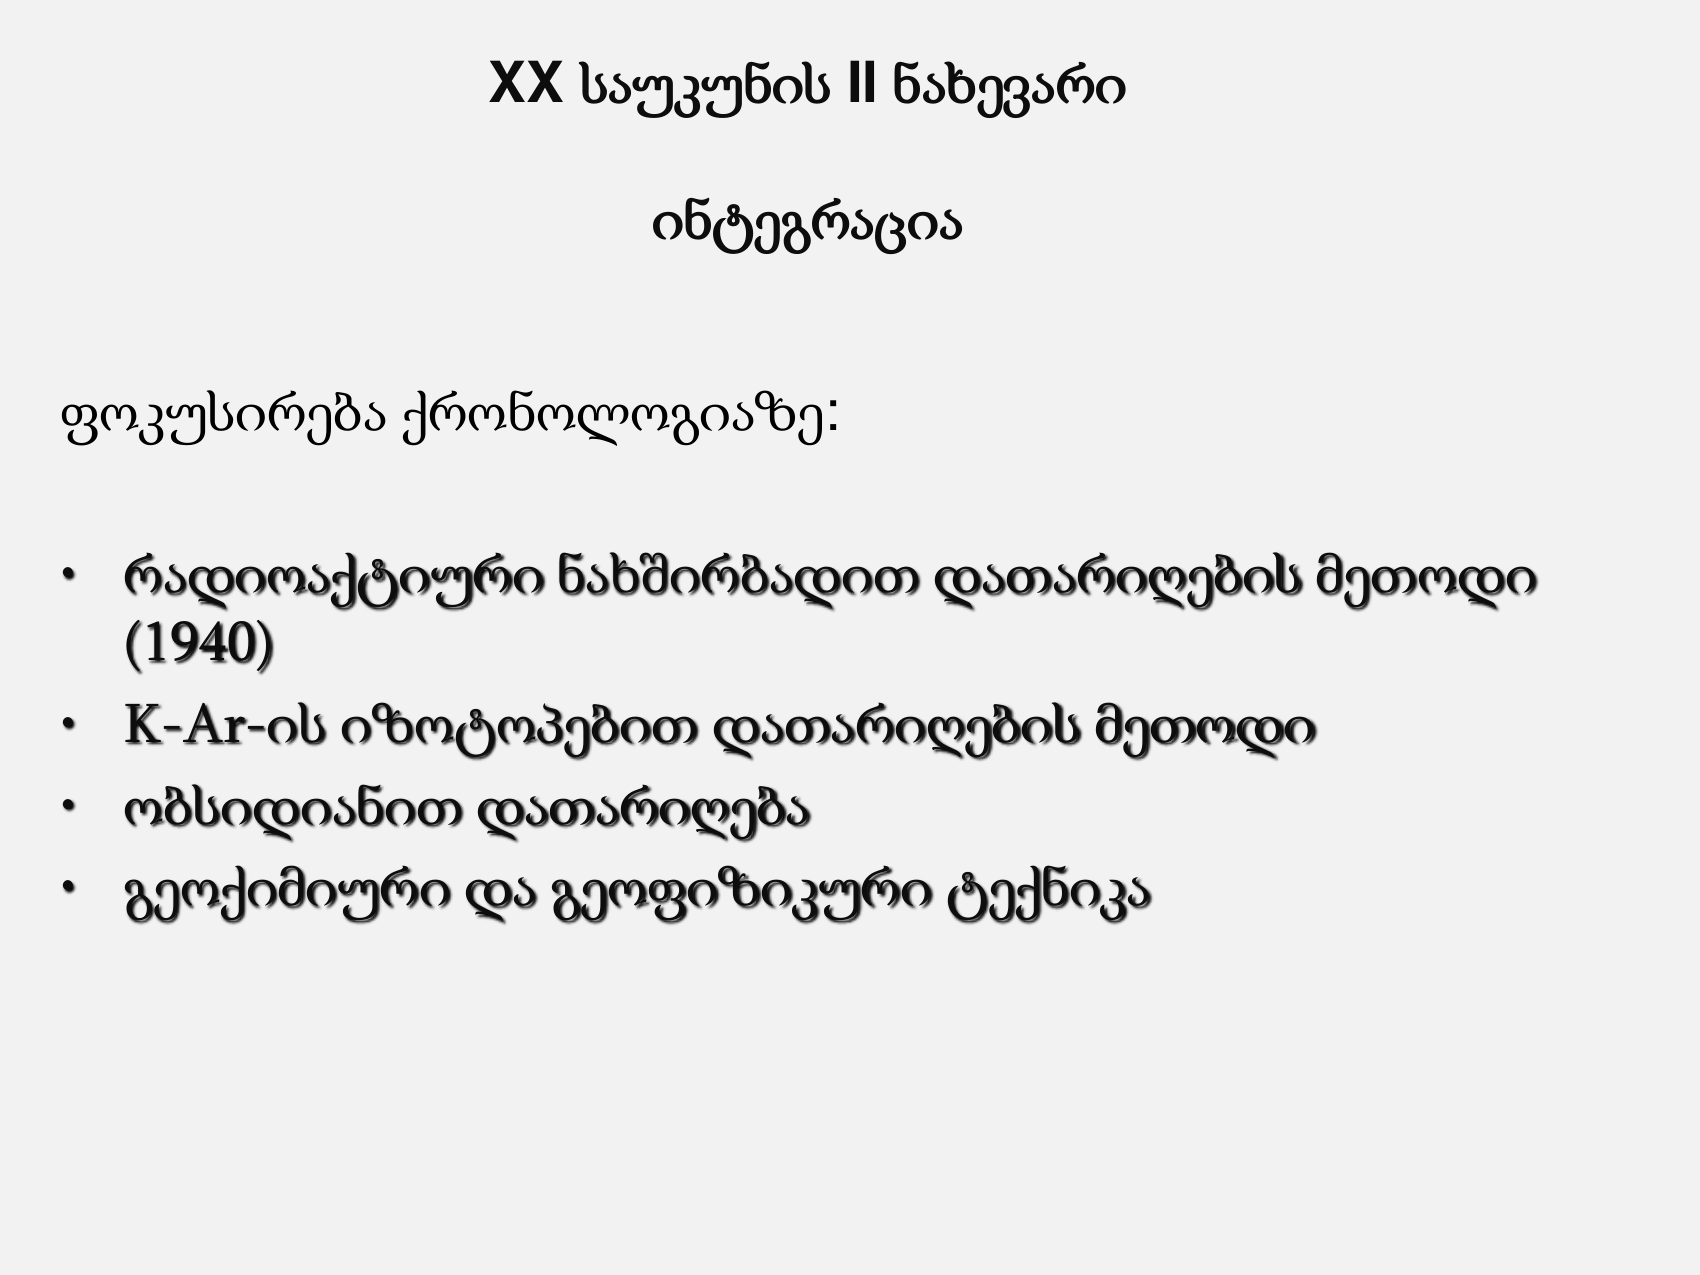 XX საუკუნის II ნახევარი
ინტეგრაცია
ფოკუსირება ქრონოლოგიაზე:
• რადიოაქტიური ნახშირბადით დათარიღების მეთოდი
(1940)
• K-Ar-ის იზოტოპებით დათარიღების მეთოდი
• ობსიდიანით დათარიღება
• გეოქიმიური და გეოფიზიკური ტექნიკა